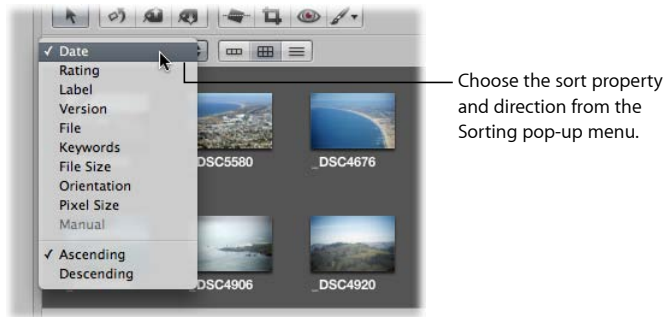 ✓ Date
Rating
Label
Version
File
Keywords
File Size
Orientation
Pixel Size
Manual
✓ Ascending
Descending
_DSC5580
_DSC4676
_DSC4906
_DSC4920
Choose the sort property
and direction from the
Sorting pop-up menu.